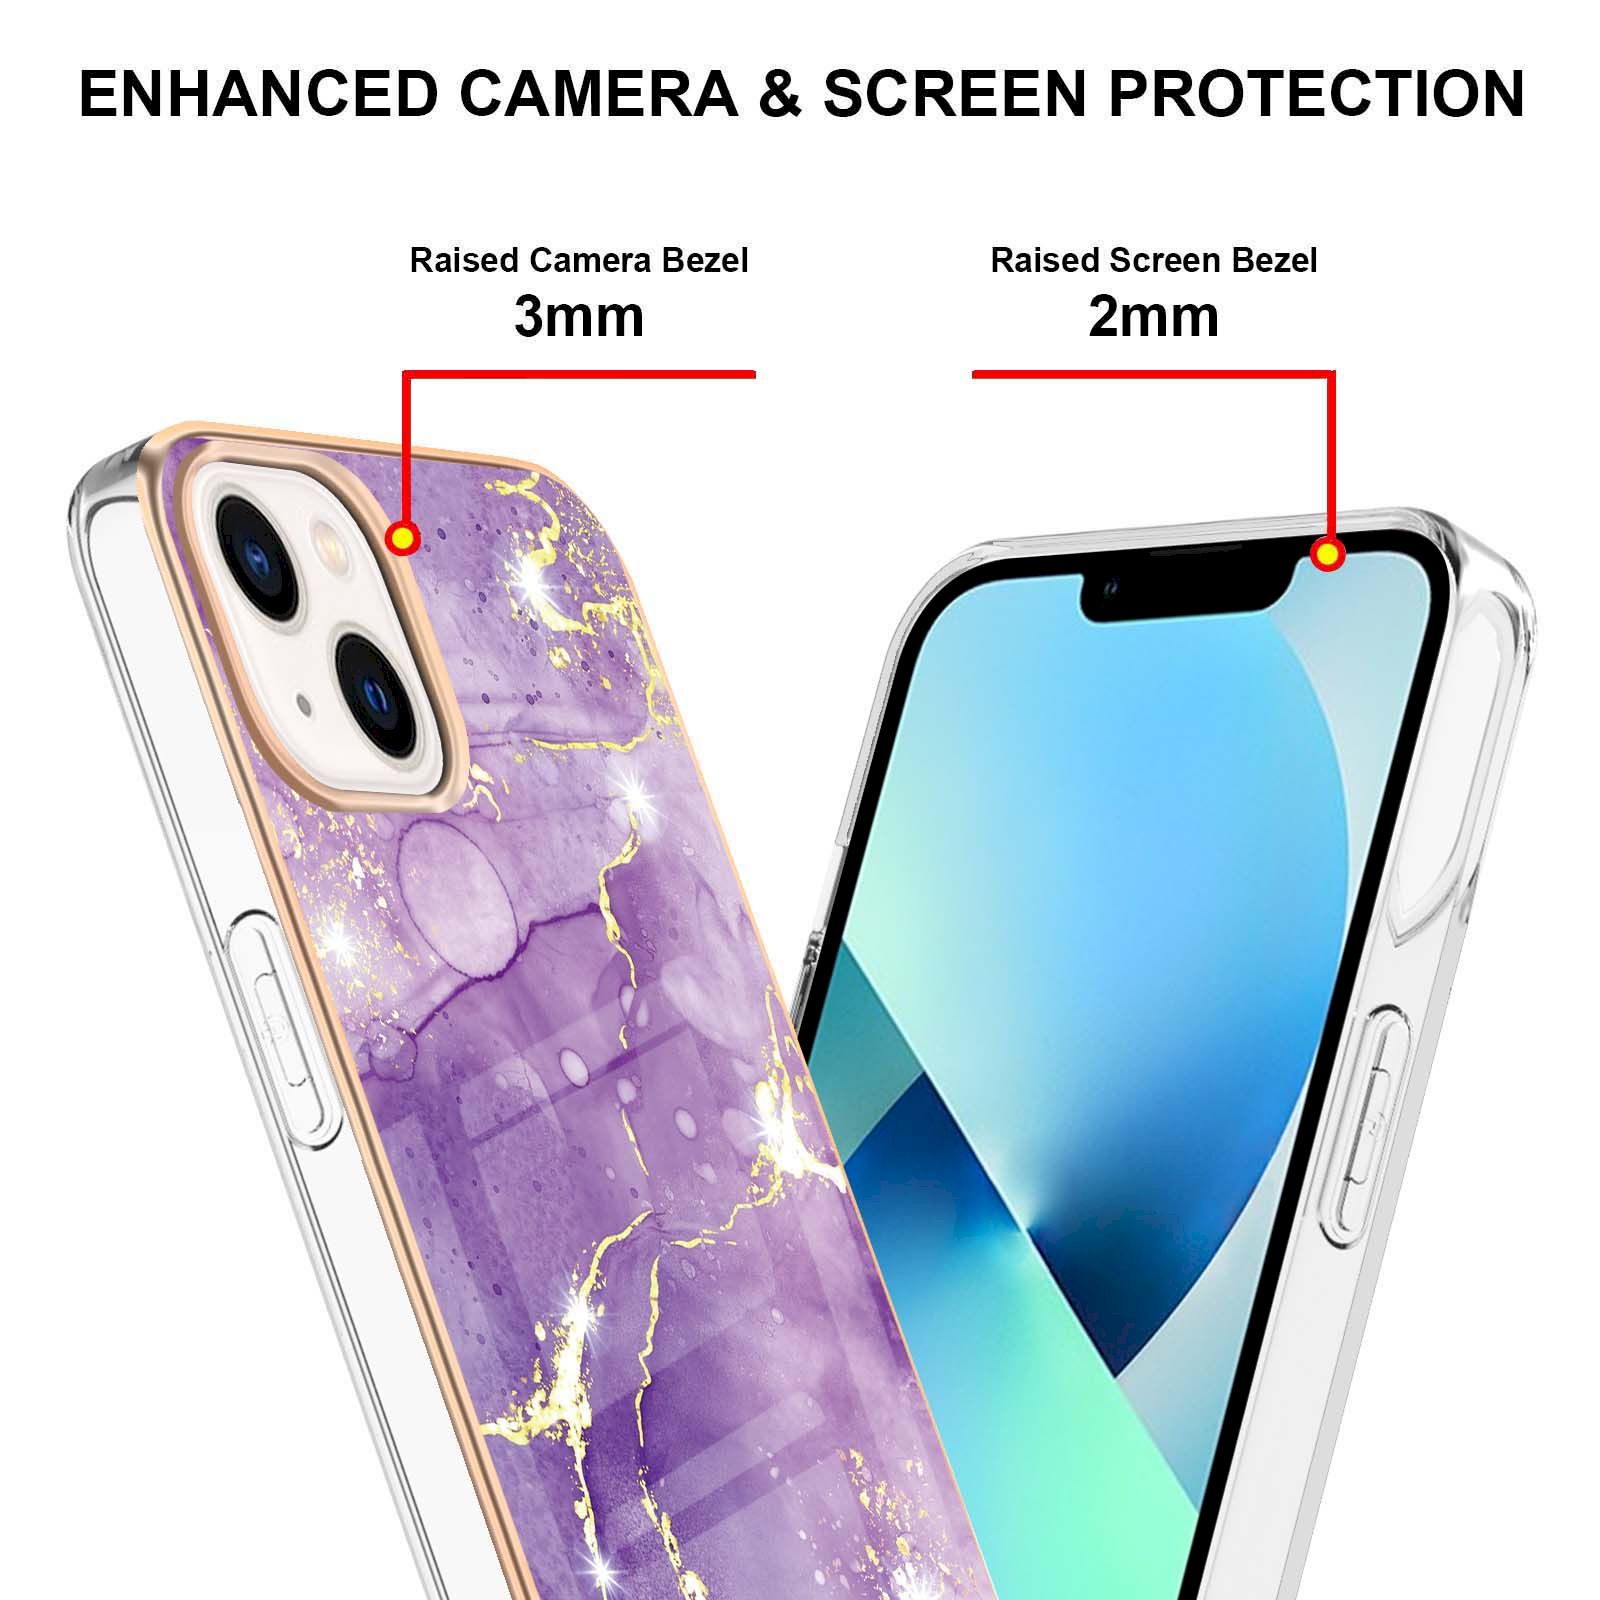 ENHANCED CAMERA & SCREEN PROTECTION
Raised Camera Bezel
3mm
Raised Screen Bezel
2mm